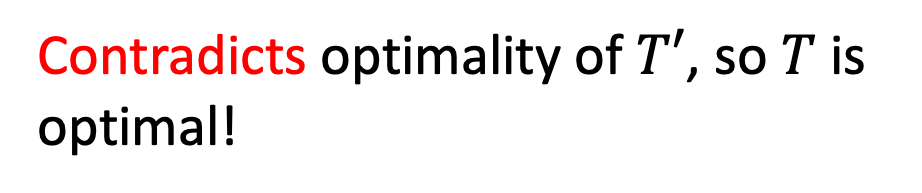 Contradicts optimality of T′, so T is
optimal!